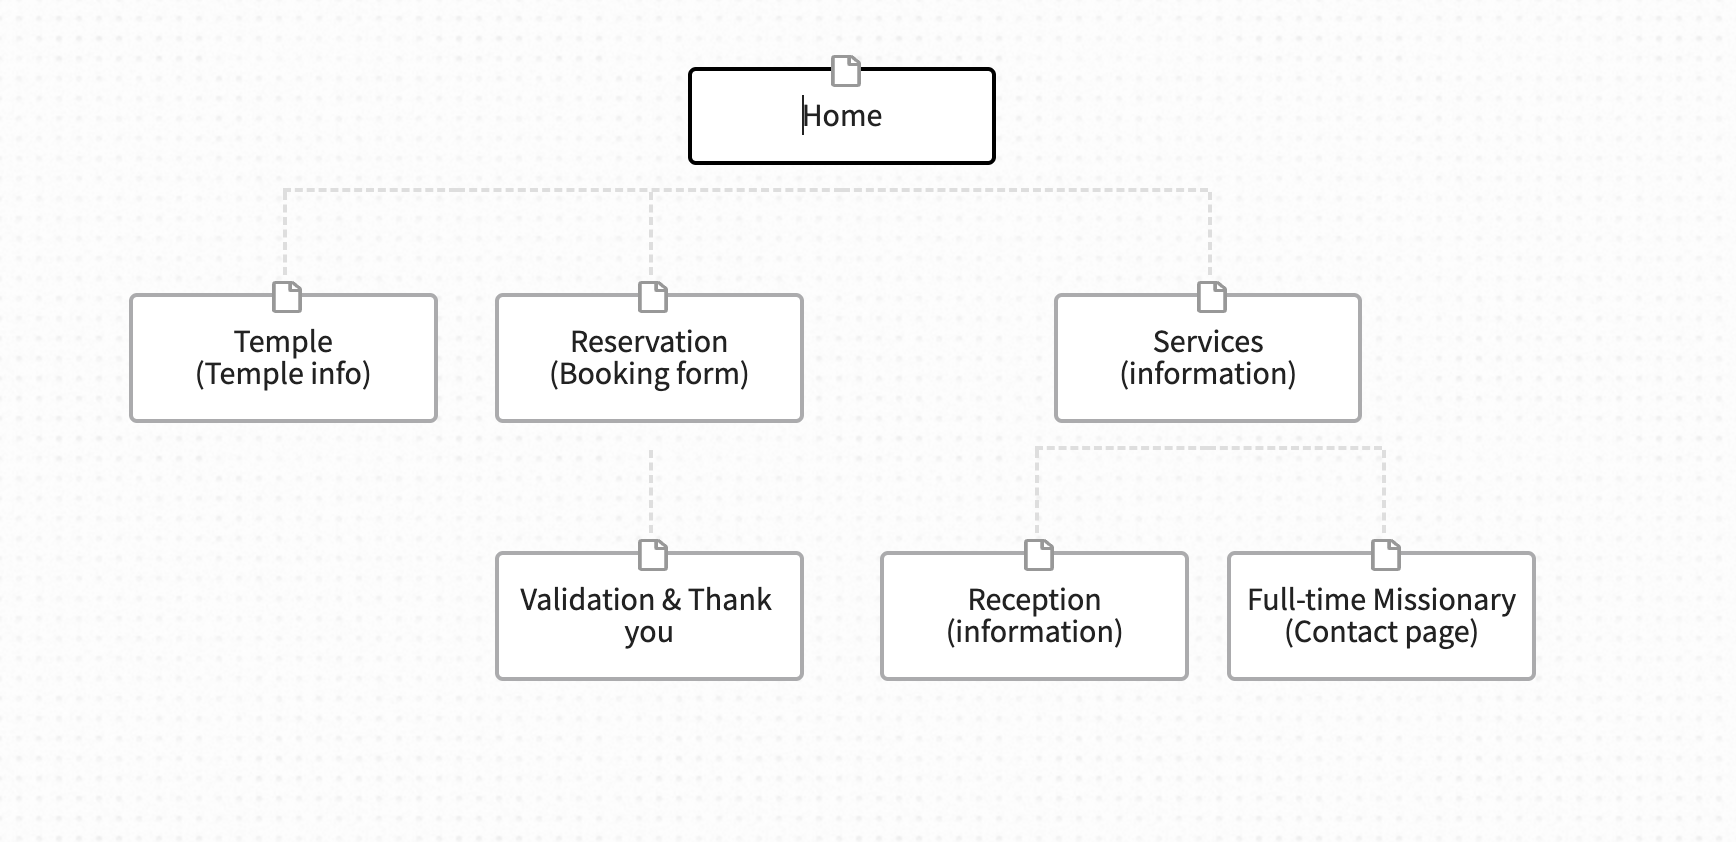 Home
Temple
(Temple info)
Reservation
(Booking form)
Services
(information)
Validation & Thank
you
Reception
(information)
Full-time Missionary
(Contact page)